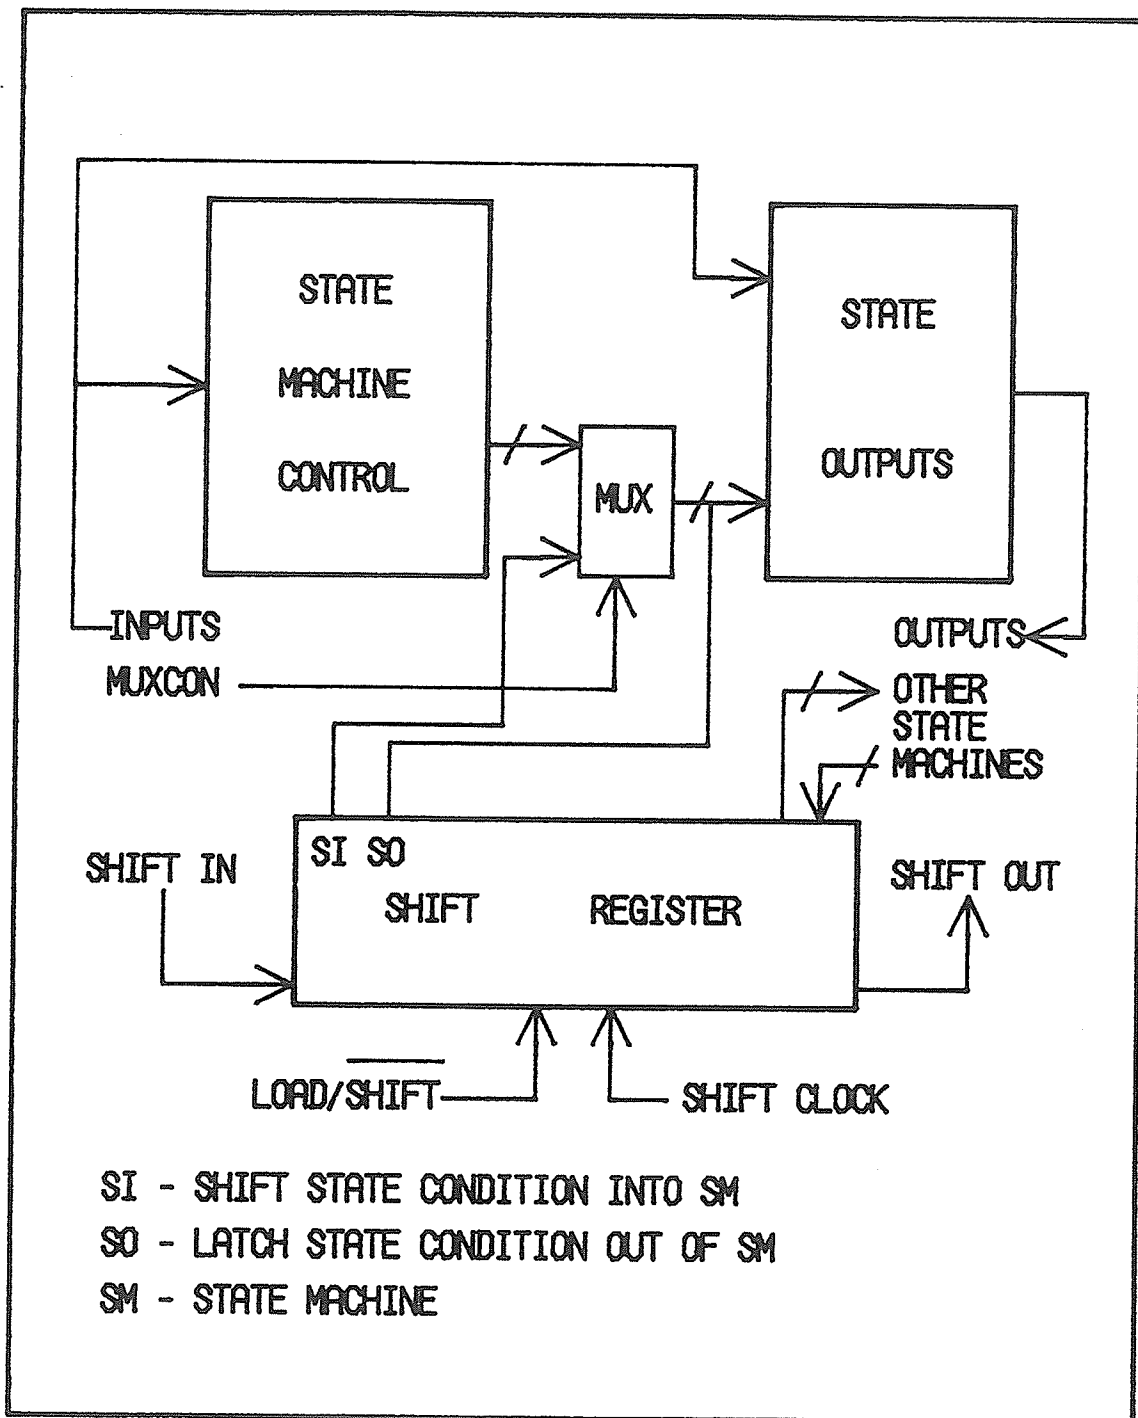 STATE
MACHINE
CONTROL
MUX
STATE
OUTPUTS
INPUTS
MUXCON
OUTPUTS
OTHER
STATE
MACHINES
SI SO
SHIFT REGISTER
SHIFT IN
SHIFT OUT
LOAD/SHIFT
SHIFT CLOCK
SI - SHIFT STATE CONDITION INTO SM
SO - LATCH STATE CONDITION OUT OF SM
SM - STATE MACHINE